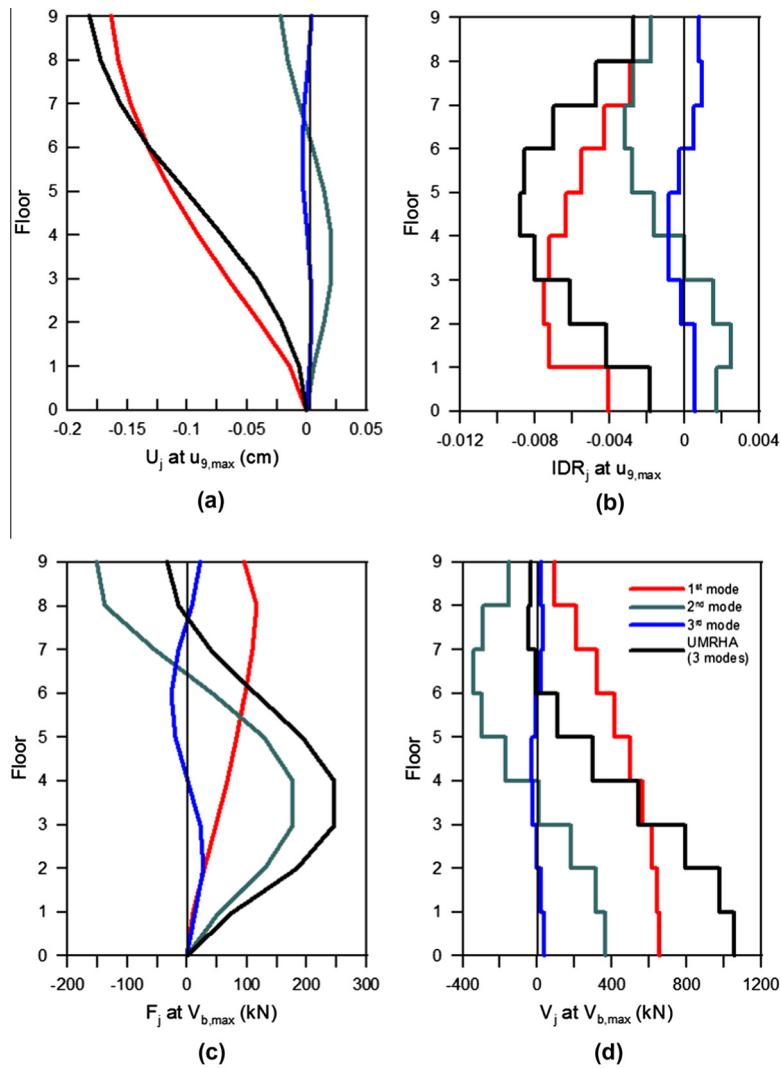 9
8
7
6
5
4
3
2
1
0
Floor
-0.2 -0.15 -0.1 -0.05 0 0.05
Uj at u9,max (cm)
(a)
9
8
7
6
5
4
3
2
1
0
Floor
-0.012 -0.008 -0.004 0 0.004
IDRj at u9,max
(b)
9
8
7
6
5
4
3
2
1
0
Floor
-200 -100 0 100 200 300
Fj at Vb,max (kN)
(c)
9
8
7
6
5
4
3
2
1
0
Floor
1st mode
2nd mode
3rd mode
UMRHA
(3 modes)
-400 0 400 800 1200
Vj at Vb,max (kN)
(d)